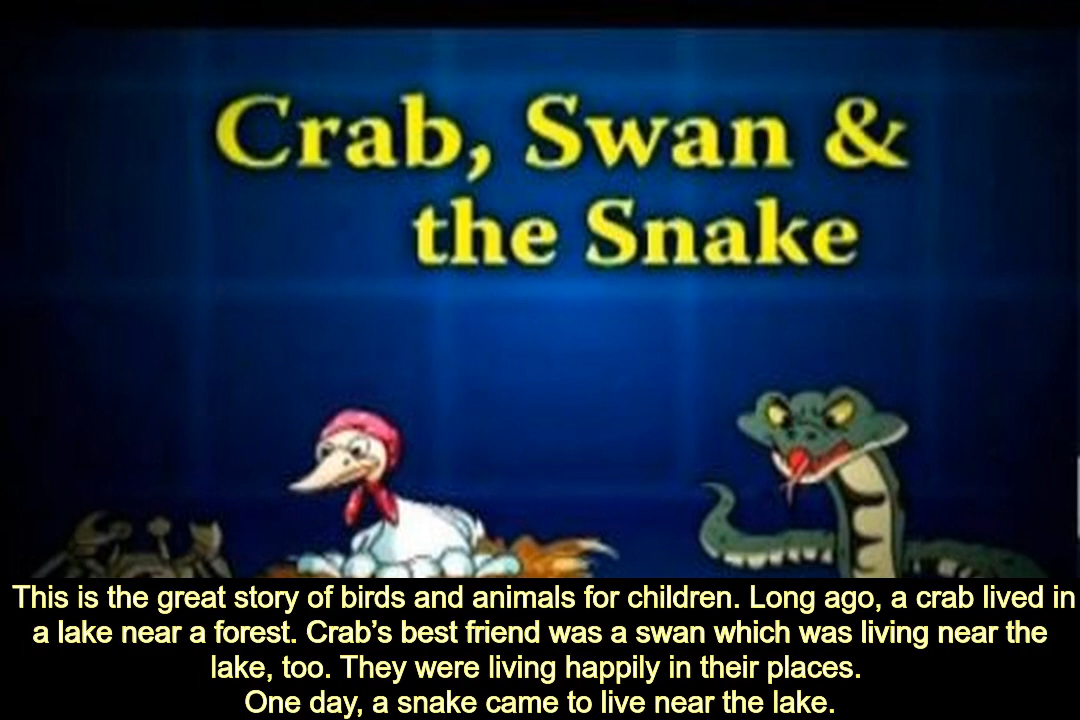 Crab, Swan &
the Snake
This is the great story of birds and animals for children. Long ago, a crab lived in
a lake near a forest. Crab’s best friend was a swan which was living near the
lake, too. They were living happily in their places.
One day, a snake came to live near the lake.